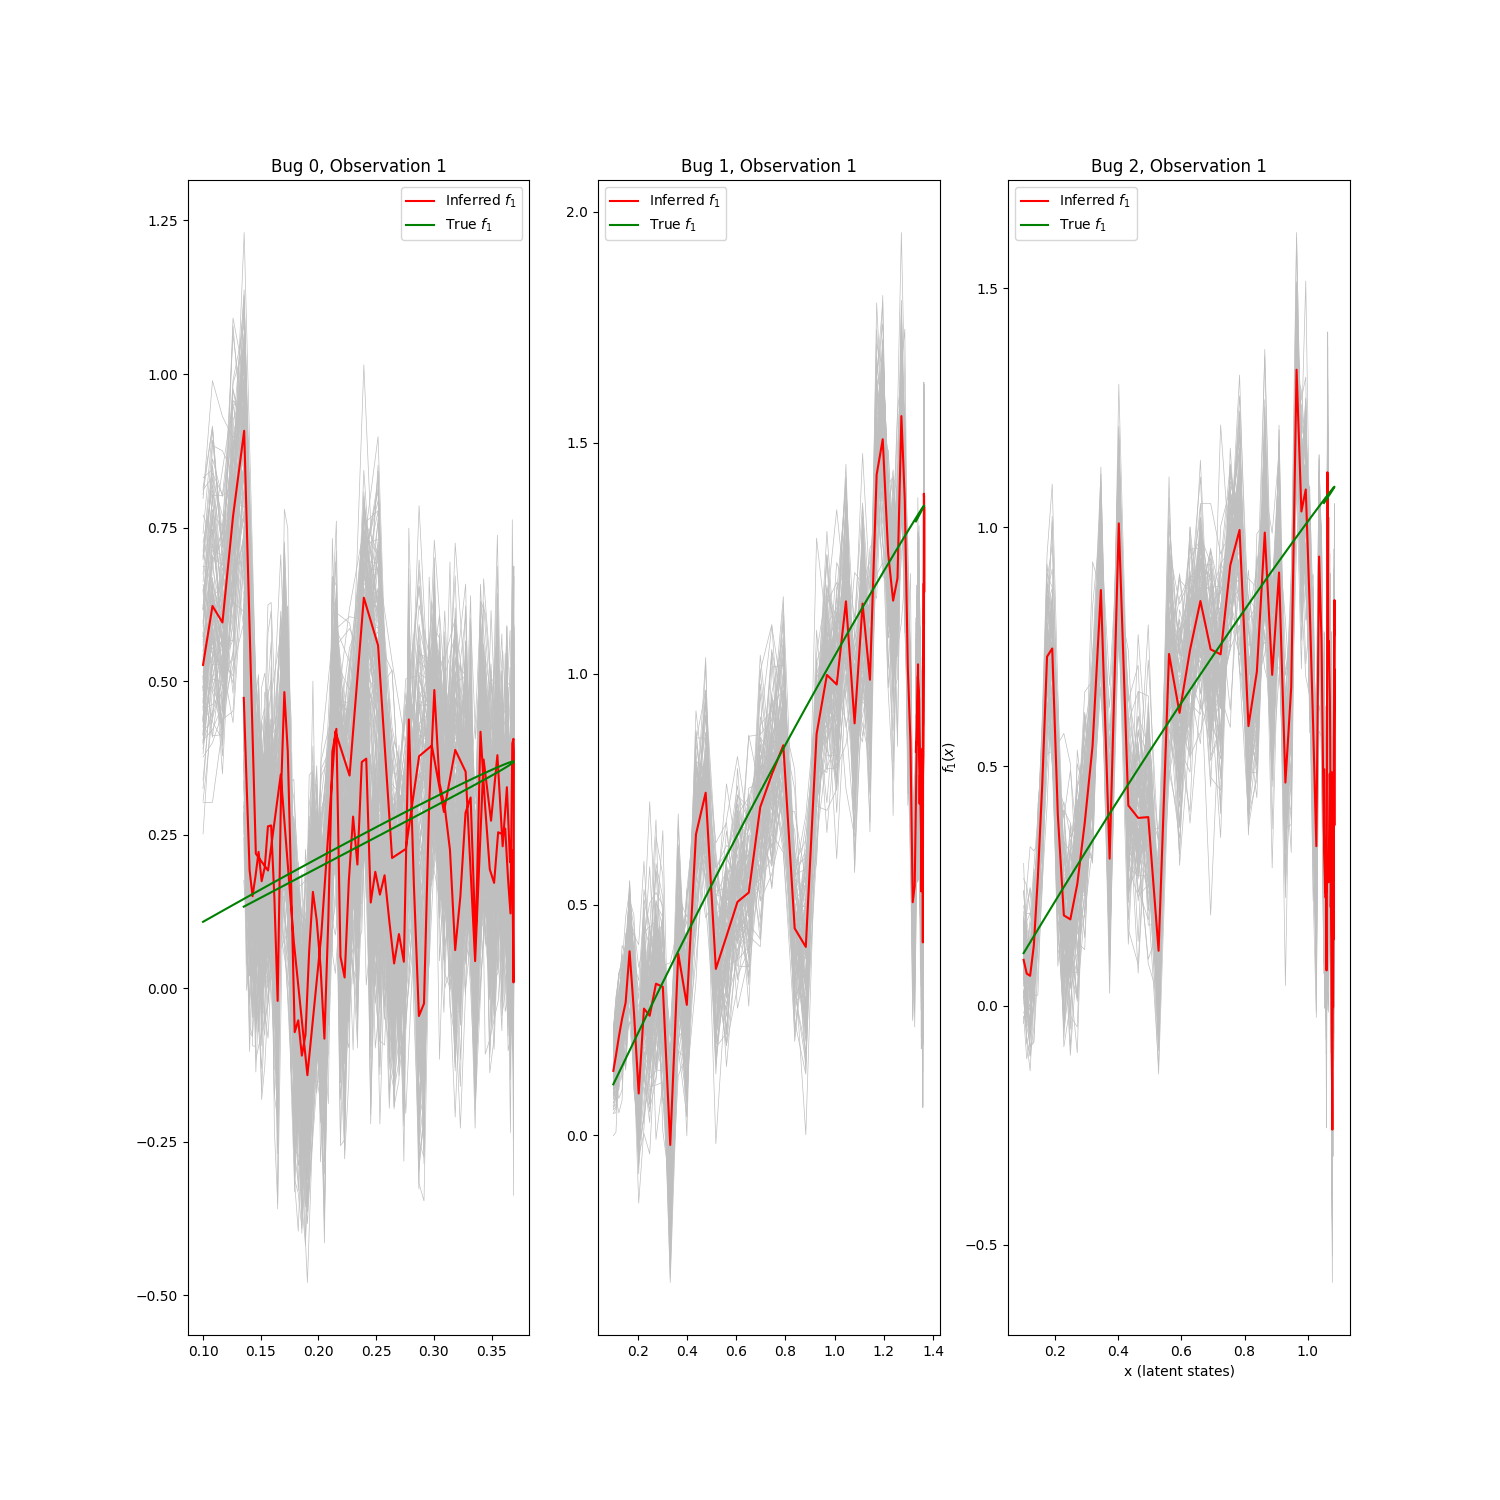 Bug 0, Observation 1
Inferred f₁
True f₁
1.25
1.00
0.75
0.50
0.25
0.00
−0.25
−0.50
0.10 0.15 0.20 0.25 0.30 0.35
Bug 1, Observation 1
Inferred f₁
True f₁
2.0
1.5
1.0
0.5
0.0
0.2 0.4 0.6 0.8 1.0 1.2 1.4
Bug 2, Observation 1
Inferred f₁
True f₁
f₁(x)
1.5
1.0
0.5
0.0
−0.5
0.2 0.4 0.6 0.8 1.0
x (latent states)